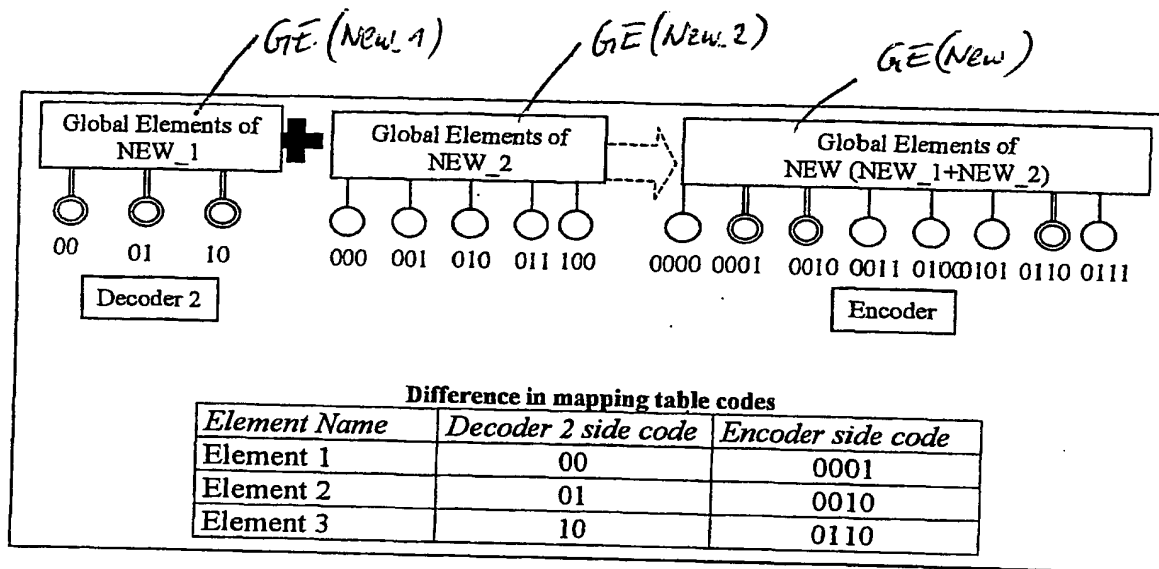 GE(New_1)
GE(New_2)
GE(New)
Global Elements of
NEW_1
Global Elements of
NEW_2
Global Elements of
NEW (NEW_1+NEW_2)
00 01 10
000 001 010 011 100
0000 0001 0010 0011 0100 0101 0110 0111
Decoder 2
Encoder
Difference in mapping table codes
Element Name Decoder 2 side code Encoder side code
Element 1 00 0001
Element 2 01 0010
Element 3 10 0110